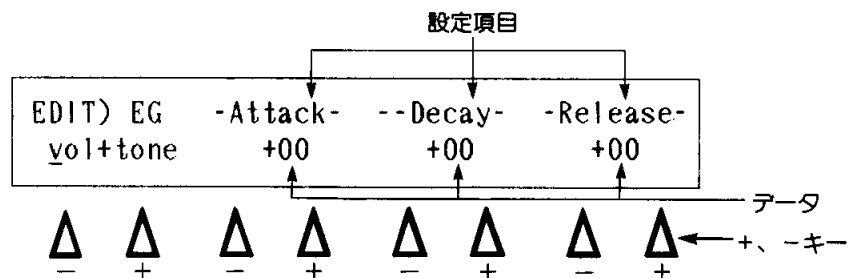 設定項目
EDIT) EG -Attack- --Decay- -Release-
vol+tone +00 +00 +00
データ
+、－キー
－ + － + － + － +